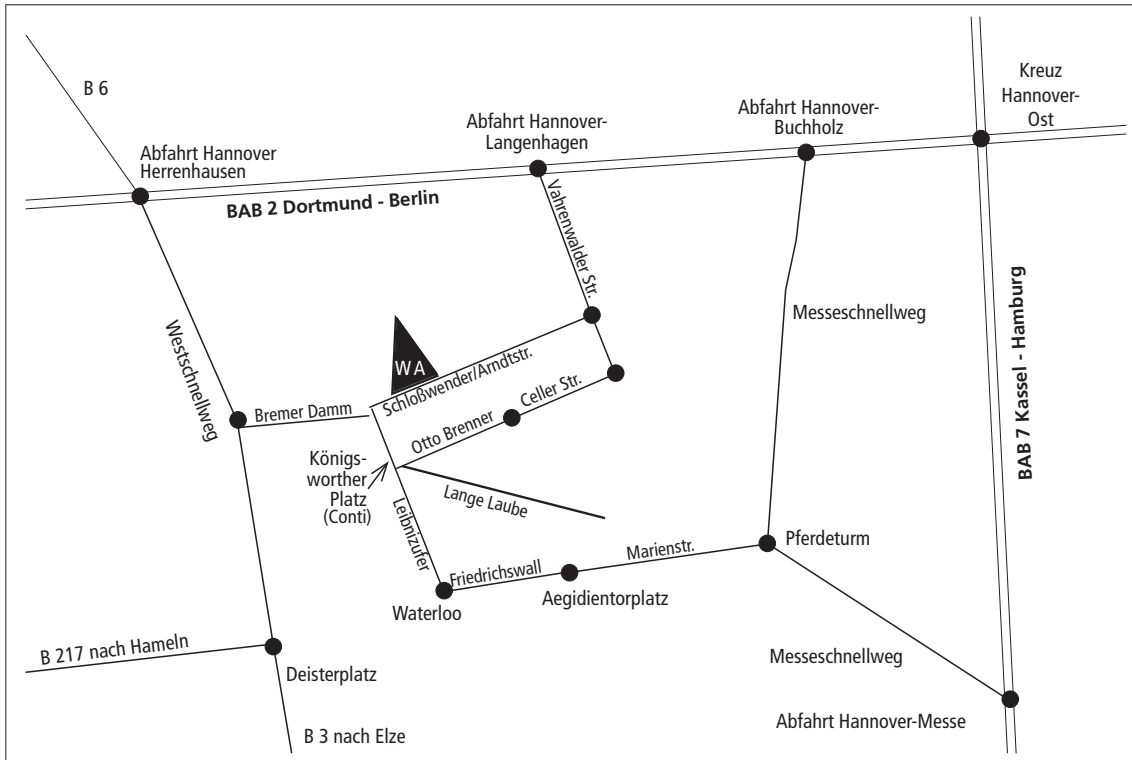 B 6
Kreuz
Hannover-
Ost
Abfahrt Hannover-
Buchholz
Abfahrt Hannover-
Langenhagen
Abfahrt Hannover
Herrenhausen
BAB 2 Dortmund - Berlin
Vahrenwalder Str.
Messeschnellweg
BAB 7 Kassel - Hamburg
Westschnellweg
WA
Schloßwender/Arndtstr.
Bremer Damm
Otto Brenner
Celler Str.
Königs-
worther
Platz
(Conti)
Lange Laube
Leibnizufer
Pferdeturm
Marienstr.
Friedrichswall
Aegidientorplatz
Waterloo
B 217 nach Hameln
Deisterplatz
Messeschnellweg
Abfahrt Hannover-Messe
B 3 nach Elze